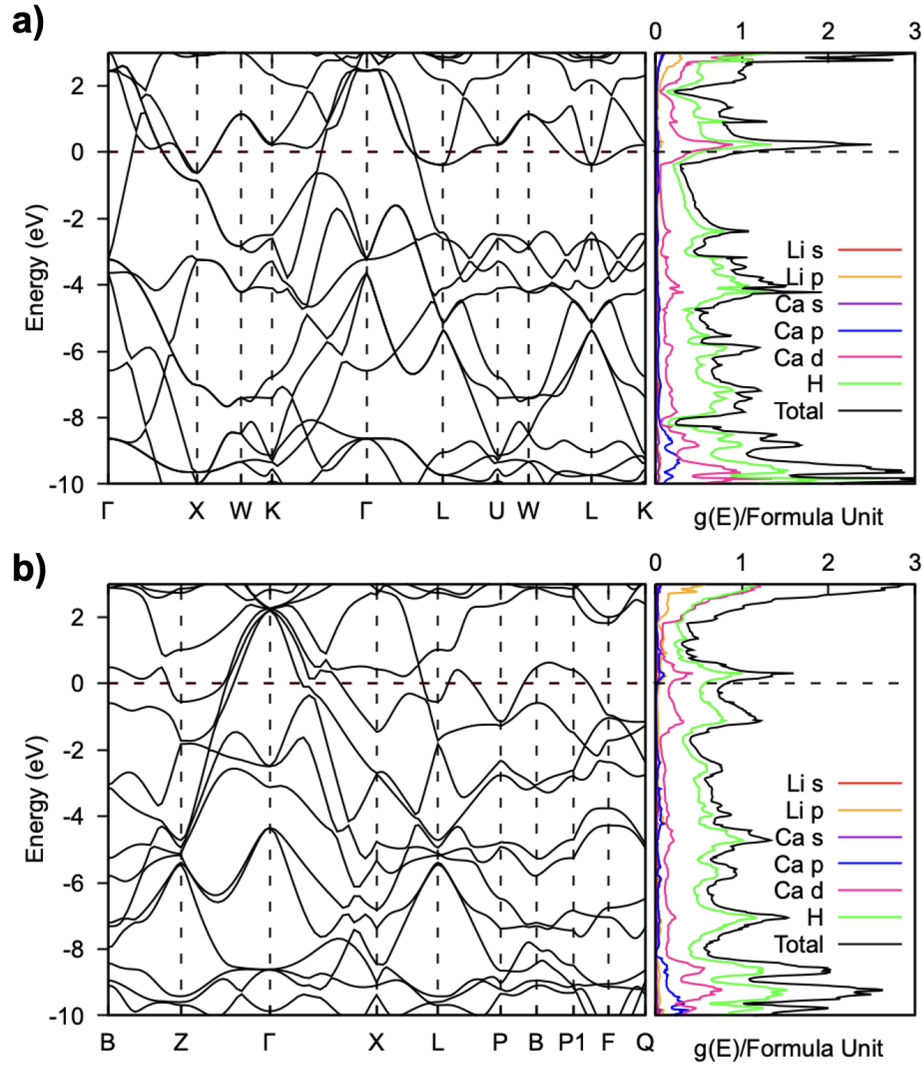 a)
0 1 2 3
2
0
-2
-4
-6
-8
-10
Energy (eV)
Γ X W K Γ L U W L K
Li s
Li p
Ca s
Ca p
Ca d
H
Total
g(E)/Formula Unit
b)
0 1 2 3
2
0
-2
-4
-6
-8
-10
Energy (eV)
B Z Γ X L P B P1 F Q
Li s
Li p
Ca s
Ca p
Ca d
H
Total
g(E)/Formula Unit